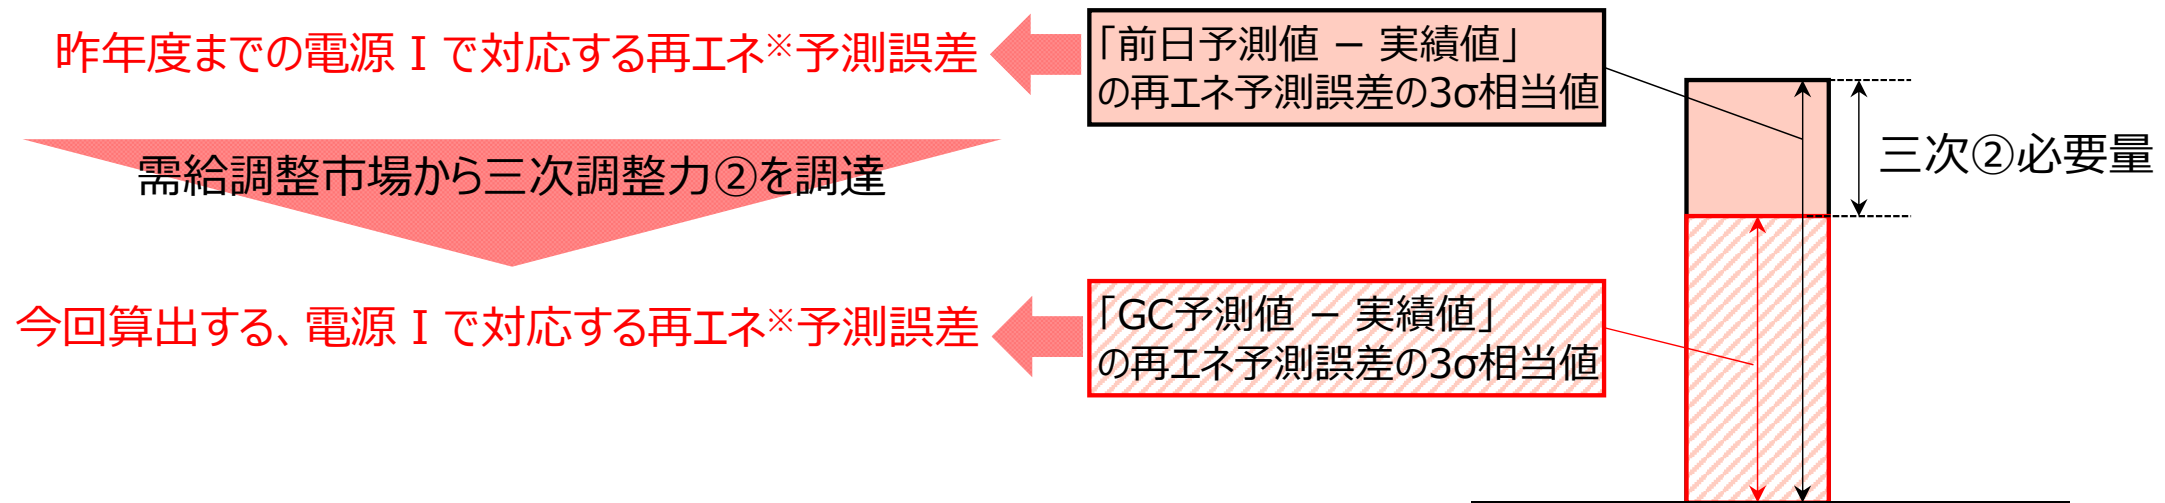 昨年度までの電源Ⅰで対応する再エネ※予測誤差
「前日予測値 － 実績値」
の再エネ予測誤差の3σ相当値
三次②必要量
需給調整市場から三次調整力②を調達
今回算出する、電源Ⅰで対応する再エネ※予測誤差
「GC予測値 － 実績値」
の再エネ予測誤差の3σ相当値